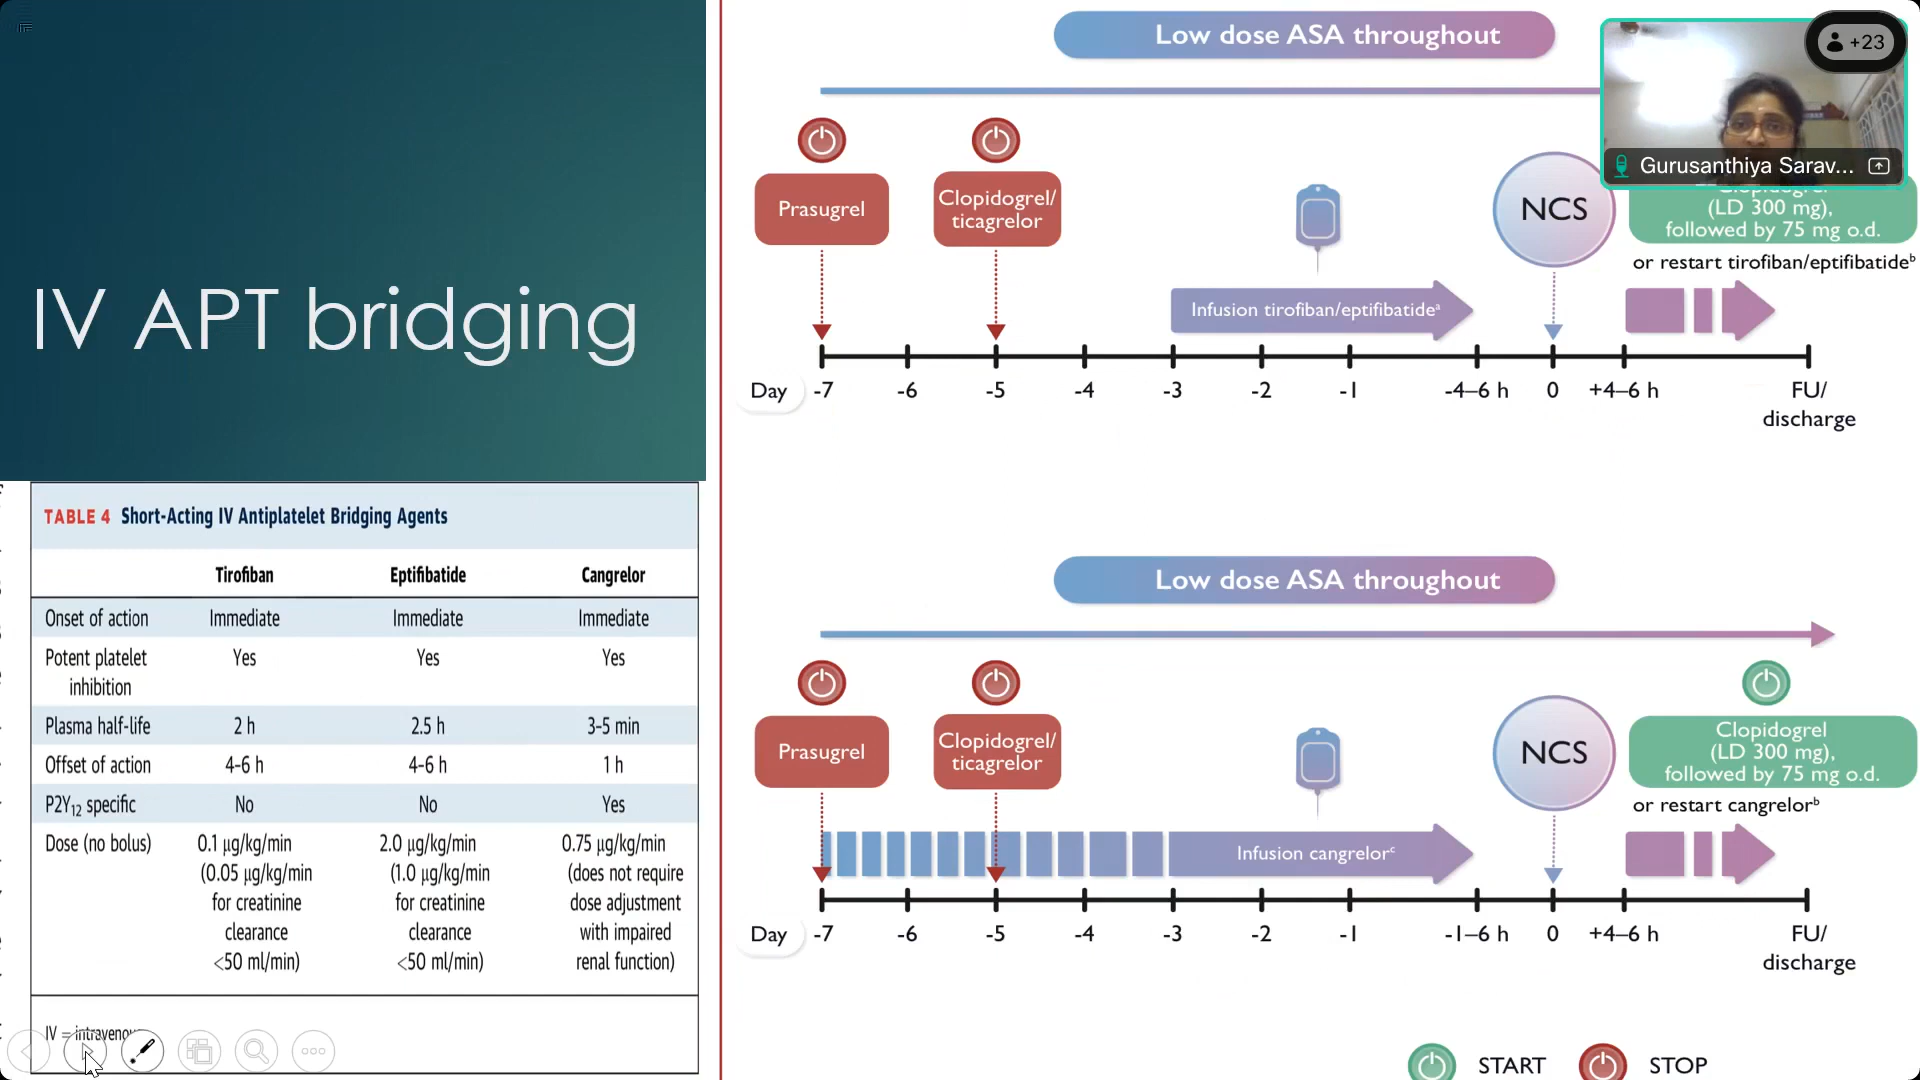 IV APT bridging
TABLE 4 Short-Acting IV Antiplatelet Bridging Agents
Tirofiban Eptifibatide Cangrelor
Onset of action Immediate Immediate Immediate
Potent platelet inhibition Yes Yes Yes
Plasma half-life 2 h 2.5 h 3-5 min
Offset of action 4-6 h 4-6 h 1 h
P2Y12 specific No No Yes
Dose (no bolus) 0.1 µg/kg/min 2.0 µg/kg/min 0.75 µg/kg/min
(0.05 µg/kg/min (1.0 µg/kg/min (does not require
for creatinine for creatinine dose adjustment
clearance clearance with impaired
<50 ml/min) <50 ml/min) renal function)
IV =
Low dose ASA throughout
+23
Gurusanthiya Sarav...
Prasugrel
Clopidogrel/
ticagrelor
NCS
(LD 300 mg),
followed by 75 mg o.d.
or restart tirofiban/eptifibatideb
Infusion tirofiban/eptifibatidea
Day -7 -6 -5 -4 -3 -2 -1 -4–6 h 0 +4–6 h FU/
discharge
Low dose ASA throughout
Prasugrel
Clopidogrel/
ticagrelor
NCS
Clopidogrel
(LD 300 mg),
followed by 75 mg o.d.
or restart cangrelorb
Infusion cangrelorc
Day -7 -6 -5 -4 -3 -2 -1 -1–6 h 0 +4–6 h FU/
discharge
START STOP